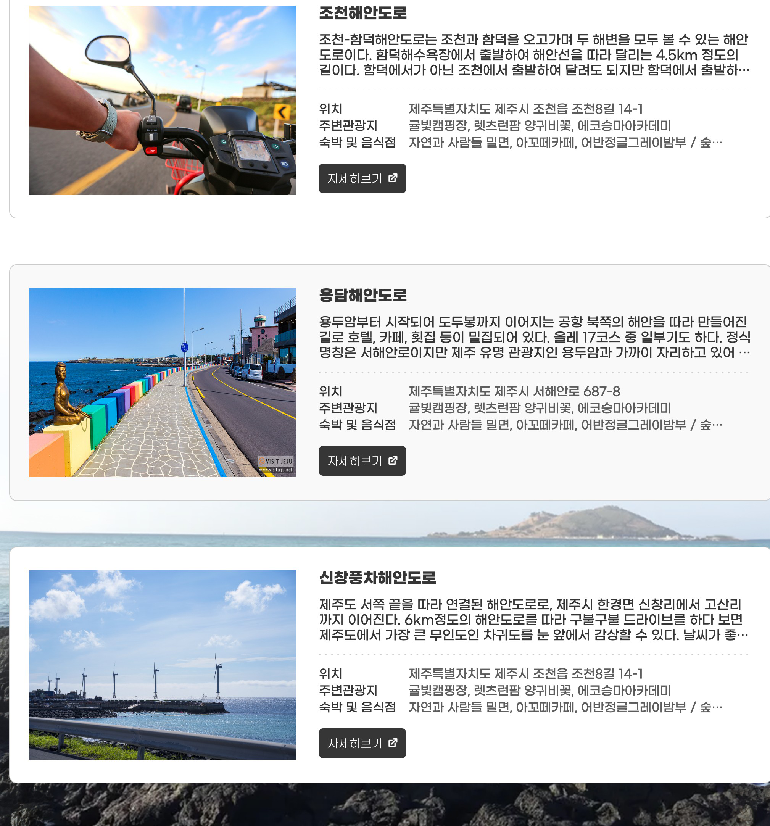 조천해안도로
조천-함덕해안도로는 조천과 함덕을 오고가며 두 해변을 모두 볼 수 있는 해안
도로이다. 함덕해수욕장에서 출발하여 해안선을 따라 달리는 4.5km 정도의
길이다. 함덕에서가 아닌 조천에서 출발하여 달려도 되지만 함덕에서 출발하…
위치 제주특별자치도 제주시 조천읍 조천8길 14-1
주변관광지 귤빛캠핑장, 렛츠런팜 양귀비꽃, 에코승마아카데미
숙박 및 음식점 자연과 사람들 밀면, 아꼬떼카페, 어반정글그레이밤부 / 숲…
자세히보기
용담해안도로
용두암부터 시작되어 도두봉까지 이어지는 공항 북쪽의 해안을 따라 만들어진
길로 호텔, 카페, 횟집 등이 밀집되어 있다. 올레 17코스 중 일부기도 하다. 정식
명칭은 서해안로이지만 제주 유명 관광지인 용두암과 가까이 자리하고 있어 …
위치 제주특별자치도 제주시 서해안로 687-8
주변관광지 귤빛캠핑장, 렛츠런팜 양귀비꽃, 에코승마아카데미
숙박 및 음식점 자연과 사람들 밀면, 아꼬떼카페, 어반정글그레이밤부 / 숲…
자세히보기
VISIT JEJU
신창풍차해안도로
제주도 서쪽 끝을 따라 연결된 해안도로로, 제주시 한경면 신창리에서 고산리
까지 이어진다. 6km정도의 해안도로를 따라 구불구불 드라이브를 하다 보면
제주도에서 가장 큰 무인도인 차귀도를 눈 앞에서 감상할 수 있다. 날씨가 좋…
위치 제주특별자치도 제주시 조천읍 조천8길 14-1
주변관광지 귤빛캠핑장, 렛츠런팜 양귀비꽃, 에코승마아카데미
숙박 및 음식점 자연과 사람들 밀면, 아꼬떼카페, 어반정글그레이밤부 / 숲…
자세히보기